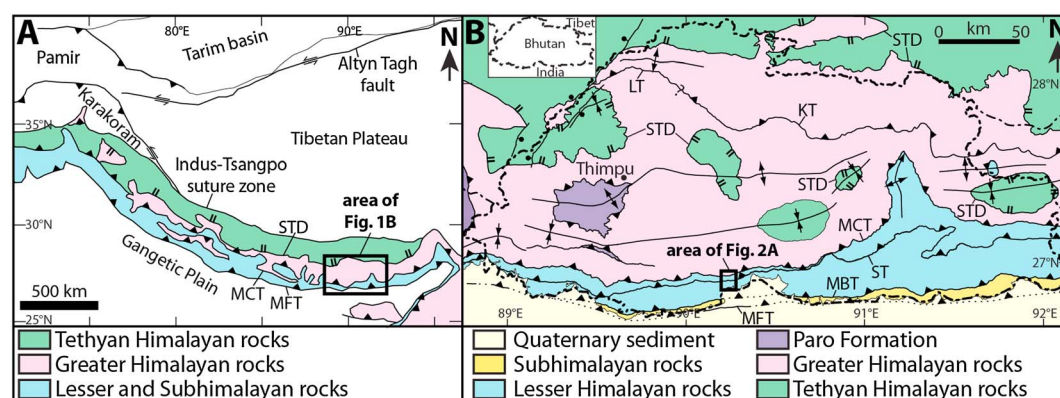 A
80°E
90°E
N
Pamir
Tarim basin
Altyn Tagh
fault
Karakoram
35°N
Tibetan Plateau
Indus-Tsangpo
suture zone
area of
Fig. 1B
30°N
STD
Gangetic Plain
500 km
MCT
MFT
25°N
Tethyan Himalayan rocks
Greater Himalayan rocks
Lesser and Subhimalayan rocks
B
Tibet
Bhutan
India
STD
km
0
50
N
28°N
LT
KT
STD
Thimpu
STD
STD
MCT
area of Fig. 2A
ST
27°N
MBT
MFT
89°E
90°E
91°E
92°E
Quaternary sediment
Subhimalayan rocks
Lesser Himalayan rocks
Paro Formation
Greater Himalayan rocks
Tethyan Himalayan rocks